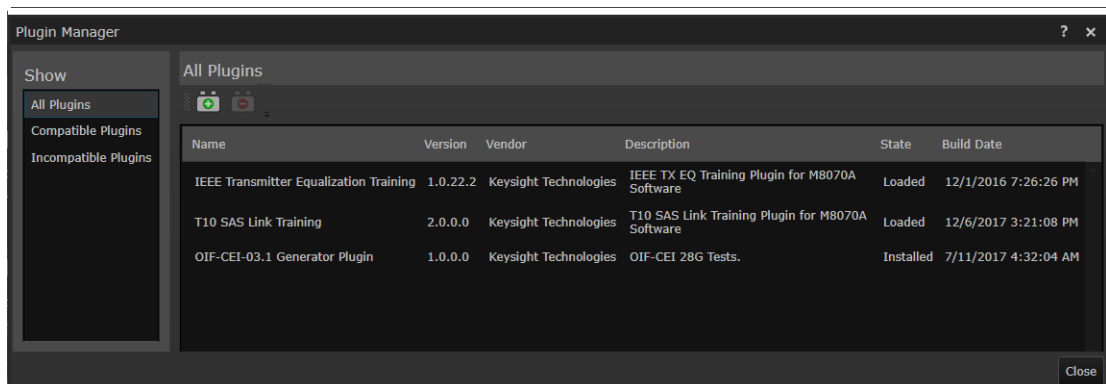 Plugin Manager
? ×
Show
All Plugins
Compatible Plugins
Incompatible Plugins
All Plugins
Name Version Vendor Description State Build Date
IEEE Transmitter Equalization Training 1.0.22.2 Keysight Technologies IEEE TX EQ Training Plugin for M8070A Software Loaded 12/1/2016 7:26:26 PM
T10 SAS Link Training 2.0.0.0 Keysight Technologies T10 SAS Link Training Plugin for M8070A Software Loaded 12/6/2017 3:21:08 PM
OIF-CEI-03.1 Generator Plugin 1.0.0.0 Keysight Technologies OIF-CEI 28G Tests. Installed 7/11/2017 4:32:04 AM
Close